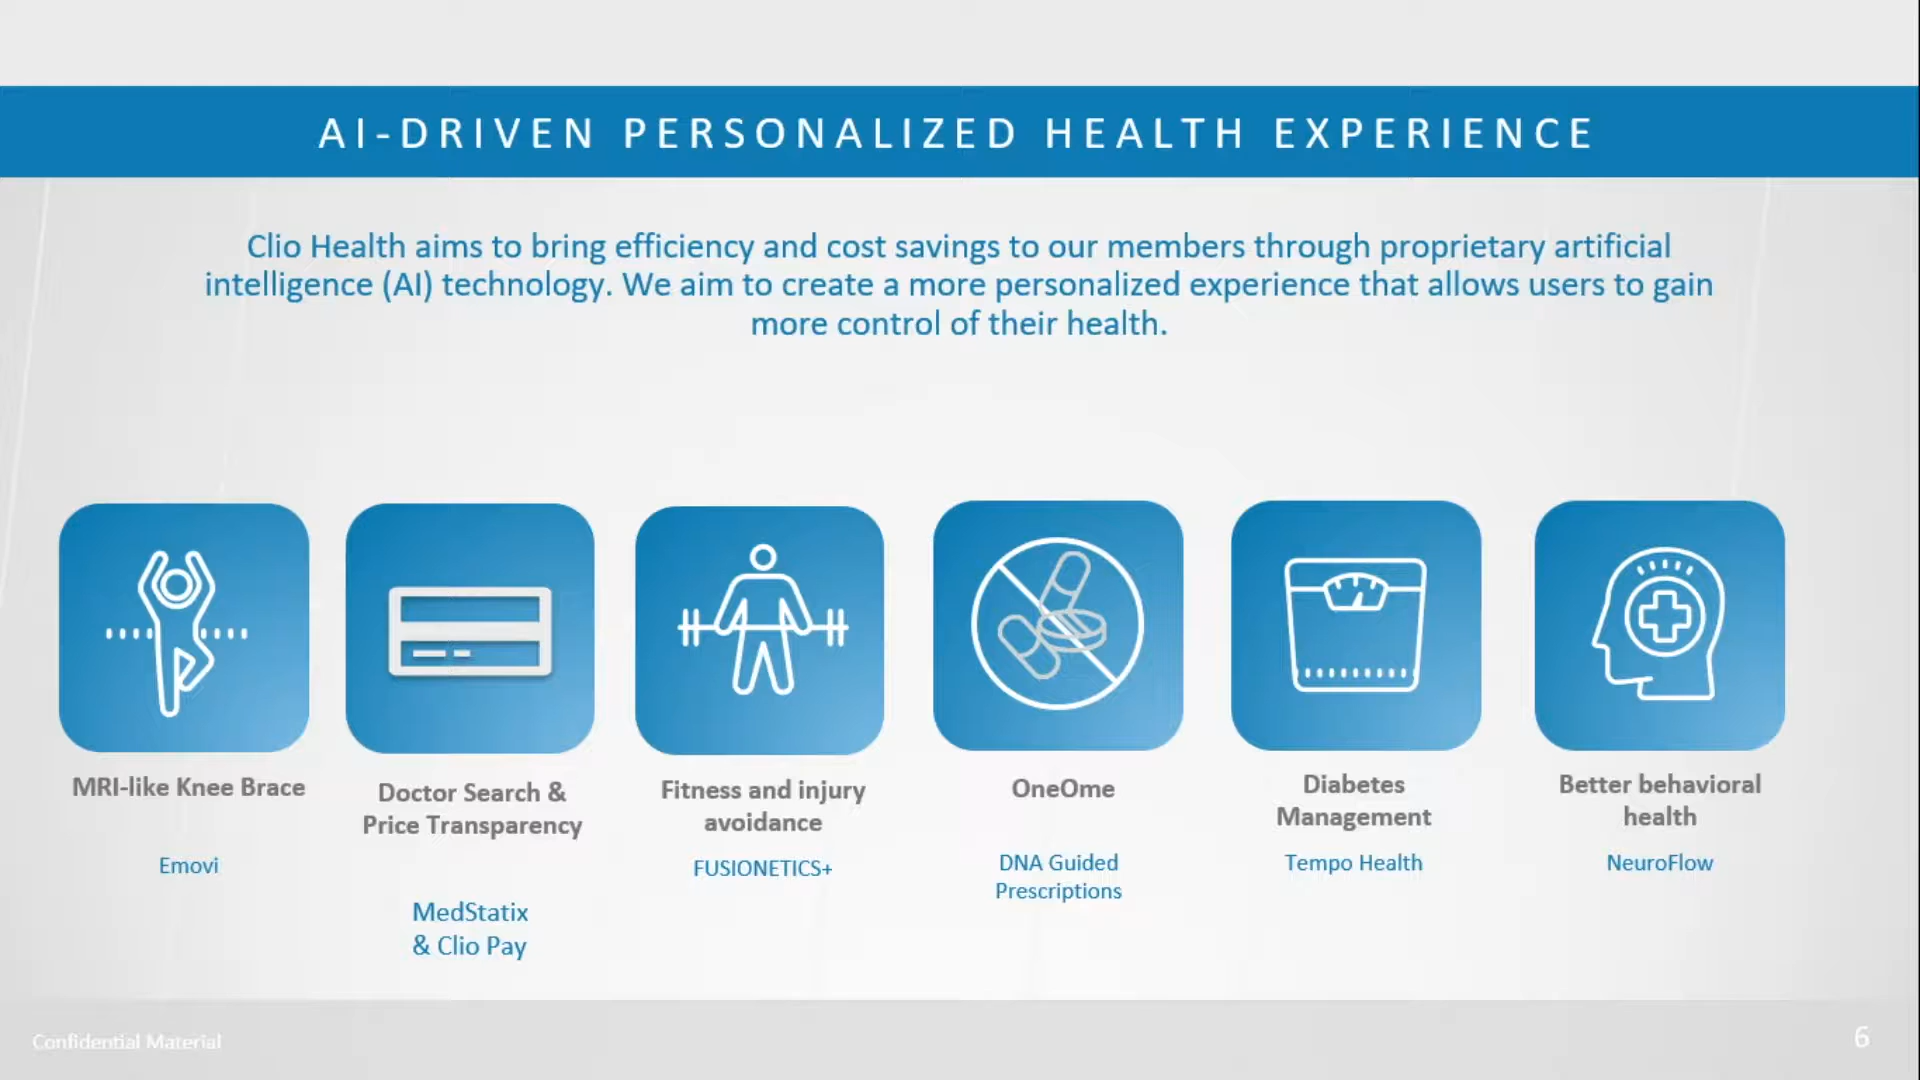 AI-DRIVEN PERSONALIZED HEALTH EXPERIENCE
Clio Health aims to bring efficiency and cost savings to our members through proprietary artificial
intelligence (AI) technology. We aim to create a more personalized experience that allows users to gain
more control of their health.
MRI-like Knee Brace
Emovi
Doctor Search &
Price Transparency
MedStatix
& Clio Pay
Fitness and injury
avoidance
FUSIONETICS+
OneOme
DNA Guided
Prescriptions
Diabetes
Management
Tempo Health
Better behavioral
health
NeuroFlow
Confidential Material
6